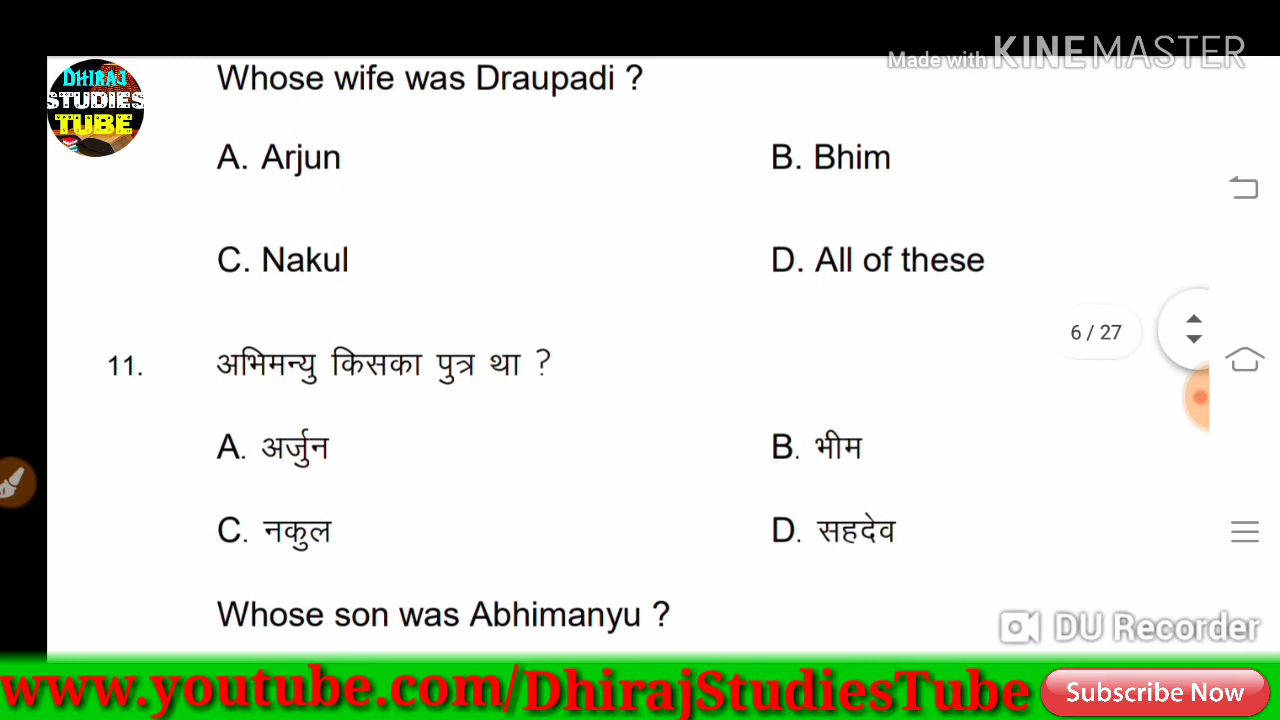 Made with KINEMASTER
DHIRAJ
STUDIES
TUBE
Whose wife was Draupadi ?
A. Arjun B. Bhim
C. Nakul D. All of these
6 / 27
11. अभिमन्यु किसका पुत्र था ?
A. अर्जुन B. भीम
C. नकुल D. सहदेव
Whose son was Abhimanyu ?
DU Recorder
www.youtube.com/DhirajStudiesTube Subscribe Now